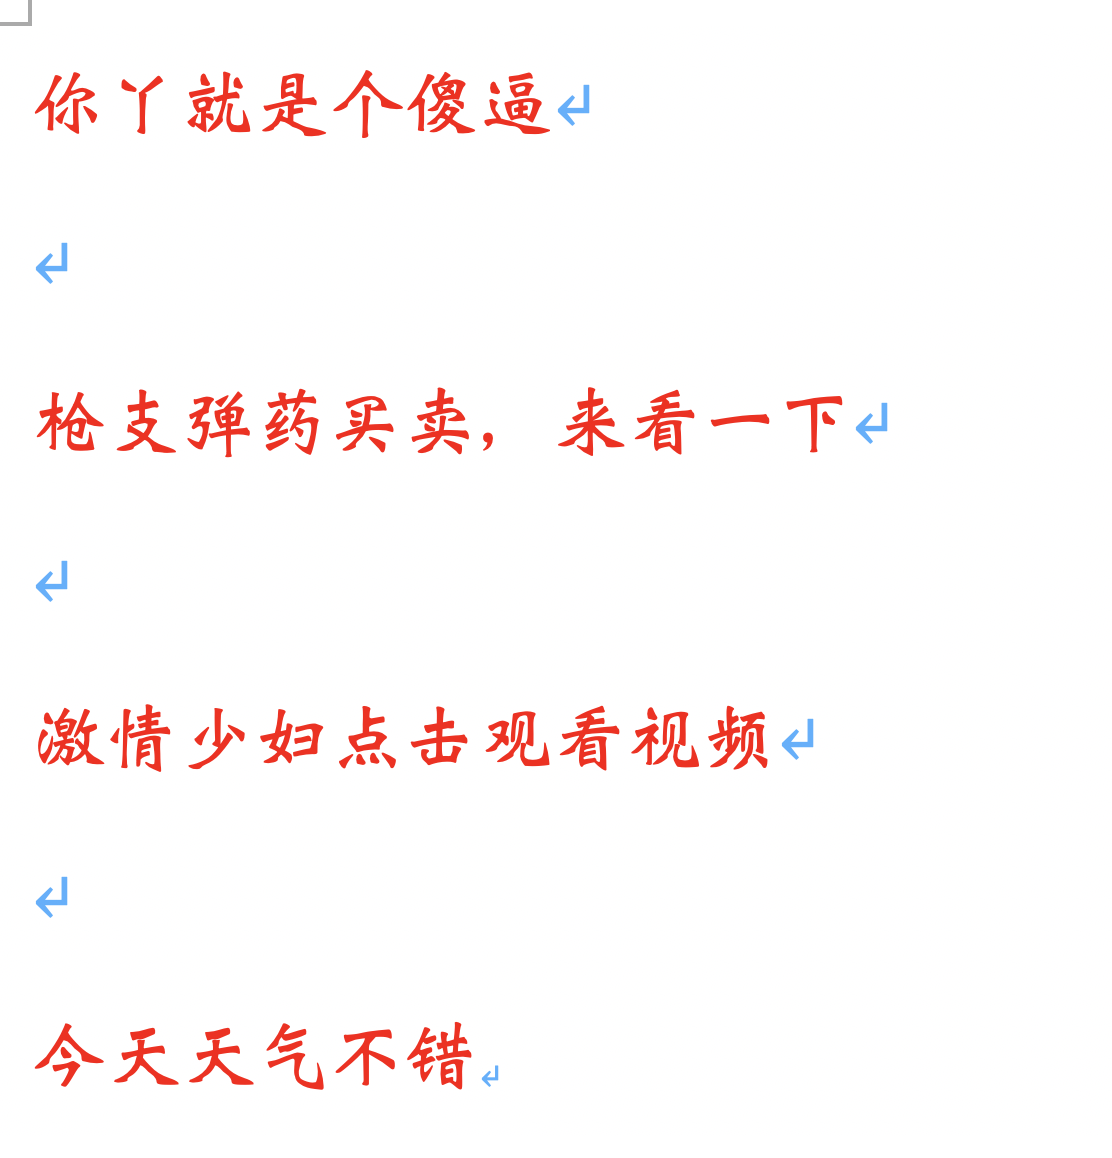 你丫就是个傻逼
枪支弹药买卖，来看一下
激情少妇点击观看视频
今天天气不错